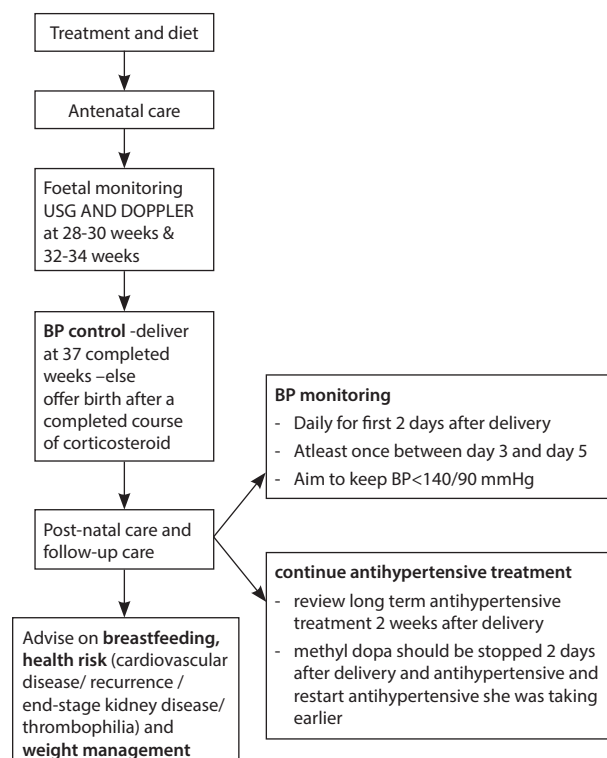 Treatment and diet
Antenatal care
Foetal monitoring
USG AND DOPPLER
at 28-30 weeks &
32-34 weeks
BP control -deliver
at 37 completed
weeks –else
offer birth after a
completed course
of corticosteroid
BP monitoring
- Daily for first 2 days after delivery
- Atleast once between day 3 and day 5
- Aim to keep BP<140/90 mmHg
Post-natal care and
follow-up care
continue antihypertensive treatment
- review long term antihypertensive
treatment 2 weeks after delivery
- methyl dopa should be stopped 2 days
after delivery and antihypertensive and
restart antihypertensive she was taking
earlier
Advise on breastfeeding,
health risk (cardiovascular
disease/ recurrence /
end-stage kidney disease/
thrombophilia) and
weight management